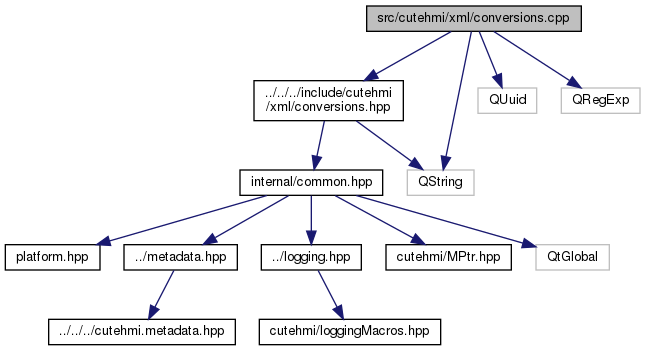 src/cutehmi/xml/conversions.cpp
../../../include/cutehmi
/xml/conversions.hpp
QUuid
QRegExp
internal/common.hpp
QString
platform.hpp
../metadata.hpp
../logging.hpp
cutehmi/MPtr.hpp
QtGlobal
../../../cutehmi.metadata.hpp
cutehmi/loggingMacros.hpp